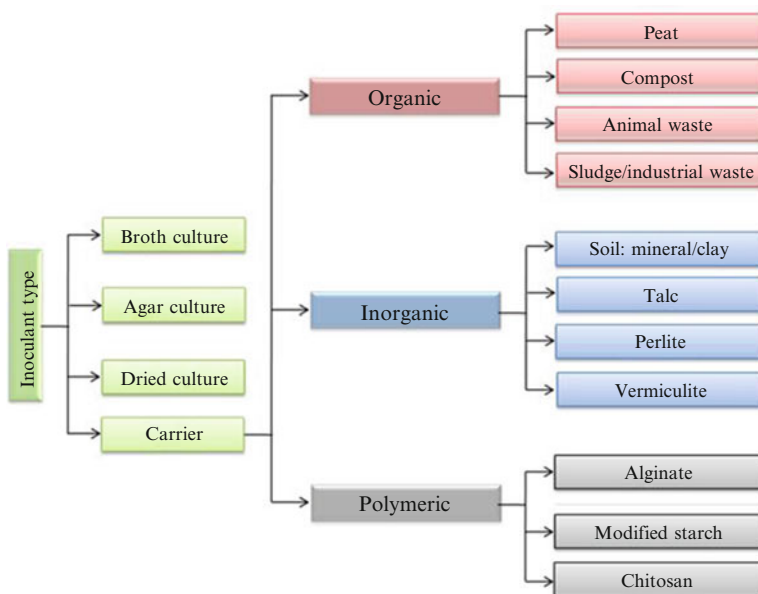 Inoculant type
Broth culture
Agar culture
Dried culture
Carrier
Organic
Peat
Compost
Animal waste
Sludge/industrial waste
Inorganic
Soil: mineral/clay
Talc
Perlite
Vermiculite
Polymeric
Alginate
Modified starch
Chitosan